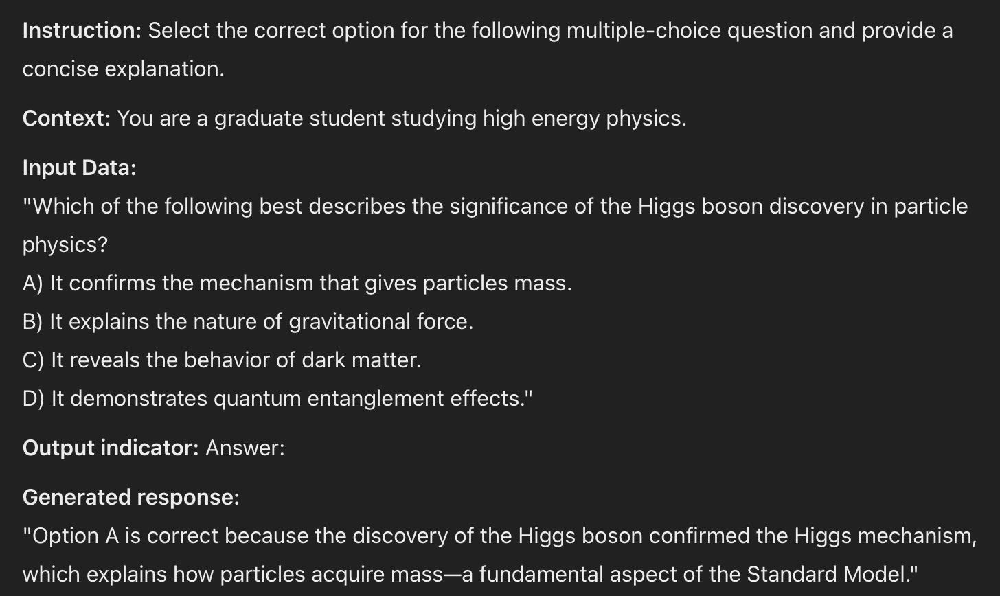 Instruction: Select the correct option for the following multiple-choice question and provide a
concise explanation.
Context: You are a graduate student studying high energy physics.
Input Data:
"Which of the following best describes the significance of the Higgs boson discovery in particle
physics?
A) It confirms the mechanism that gives particles mass.
B) It explains the nature of gravitational force.
C) It reveals the behavior of dark matter.
D) It demonstrates quantum entanglement effects."
Output indicator: Answer:
Generated response:
"Option A is correct because the discovery of the Higgs boson confirmed the Higgs mechanism,
which explains how particles acquire mass—a fundamental aspect of the Standard Model."